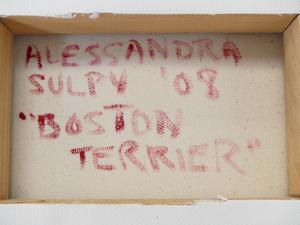 ALESSANDRA
SULPY '08
"BOSTON
TERRIER"